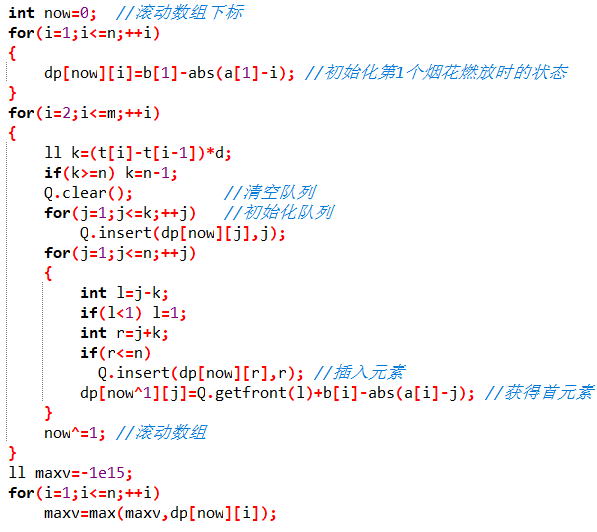 int now=0;  //滚动数组下标
for(i=1;i<=n;++i)
{
    dp[now][i]=b[1]-abs(a[1]-i); //初始化第1个烟花燃放时的状态
}
for(i=2;i<=m;++i)
{
    ll k=(t[i]-t[i-1])*d;
    if(k>=n) k=n-1;
    Q.clear();          //清空队列
    for(j=1;j<=k;++j)   //初始化队列
        Q.insert(dp[now][j],j);
    for(j=1;j<=n;++j)
    {
        int l=j-k;
        if(l<1) l=1;
        int r=j+k;
        if(r<=n)
          Q.insert(dp[now][r],r); //插入元素
        dp[now^1][j]=Q.getfront(l)+b[i]-abs(a[i]-j); //获得首元素
    }
    now^=1; //滚动数组
}
ll maxv=-1e15;
for(i=1;i<=n;++i)
    maxv=max(maxv,dp[now][i]);